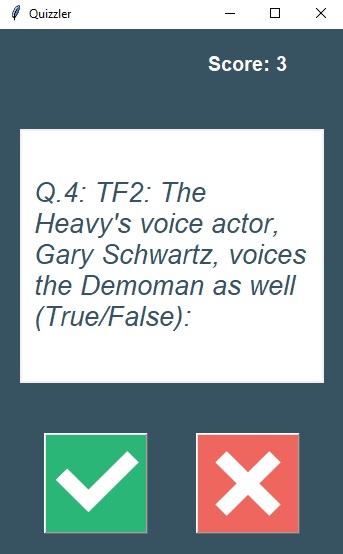 Quizzler
Score: 3
Q.4: TF2: The
Heavy's voice actor,
Gary Schwartz, voices
the Demoman as well
(True/False):